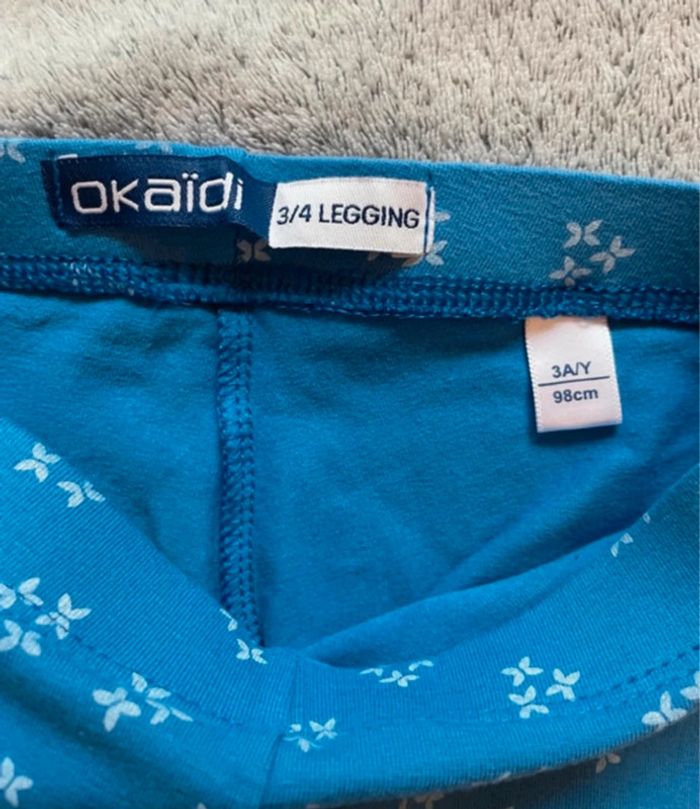 okaïdi
3/4 LEGGING
3A/Y
98cm